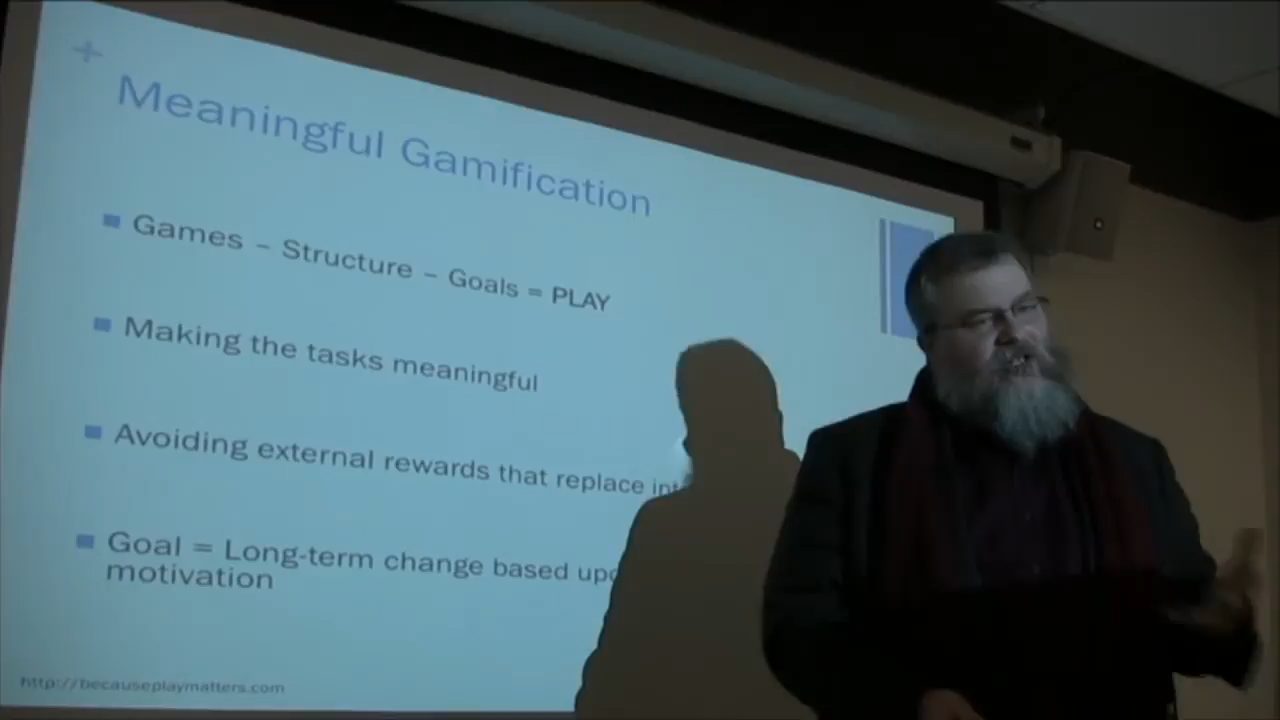 +
Meaningful Gamification
Games – Structure – Goals = PLAY
Making the tasks meaningful
Avoiding external rewards that replace
Goal = Long-term change based
motivation
http://becauseplaymatters.com